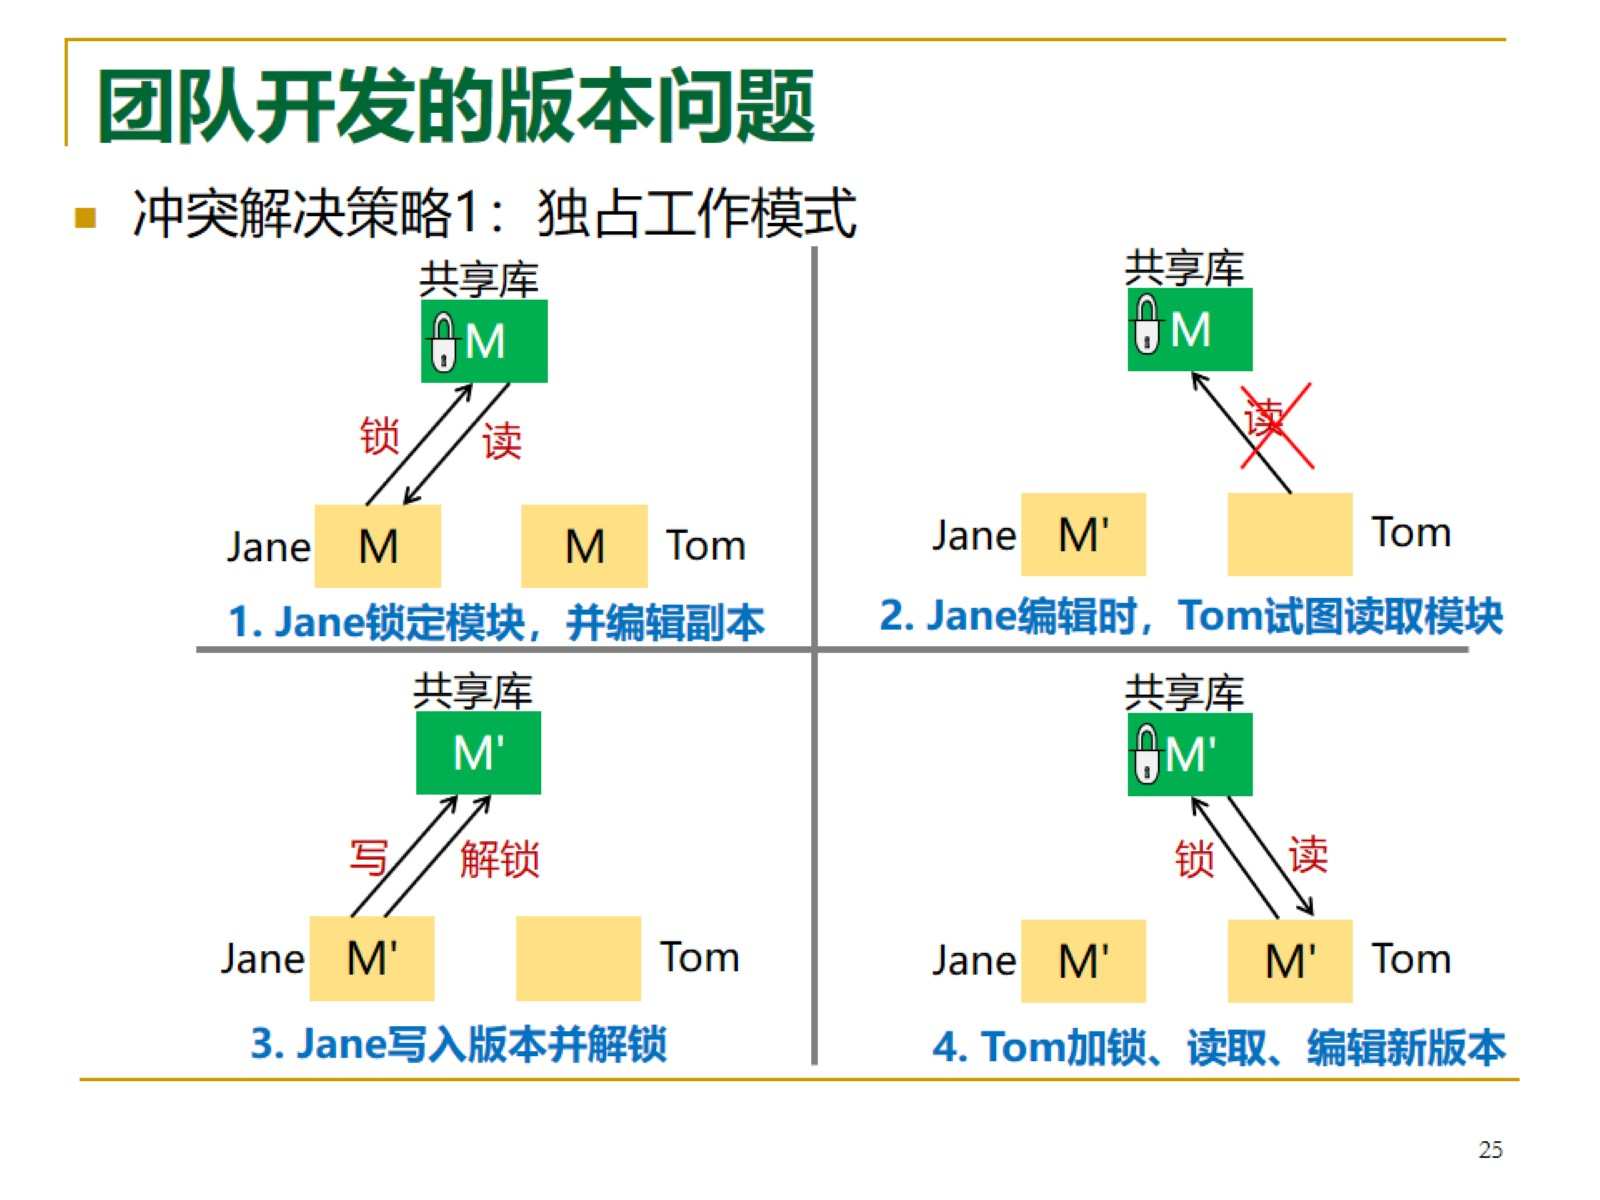 团队开发的版本问题
冲突解决策略1：独占工作模式
共享库
M
锁
读
Jane
M
M
Tom
1. Jane锁定模块，并编辑副本
共享库
M
读
Jane
M'
Tom
2. Jane编辑时，Tom试图读取模块
共享库
M'
写
解锁
Jane
M'
Tom
3. Jane写入版本并解锁
共享库
M'
锁
读
Jane
M'
M'
Tom
4. Tom加锁、读取、编辑新版本
25